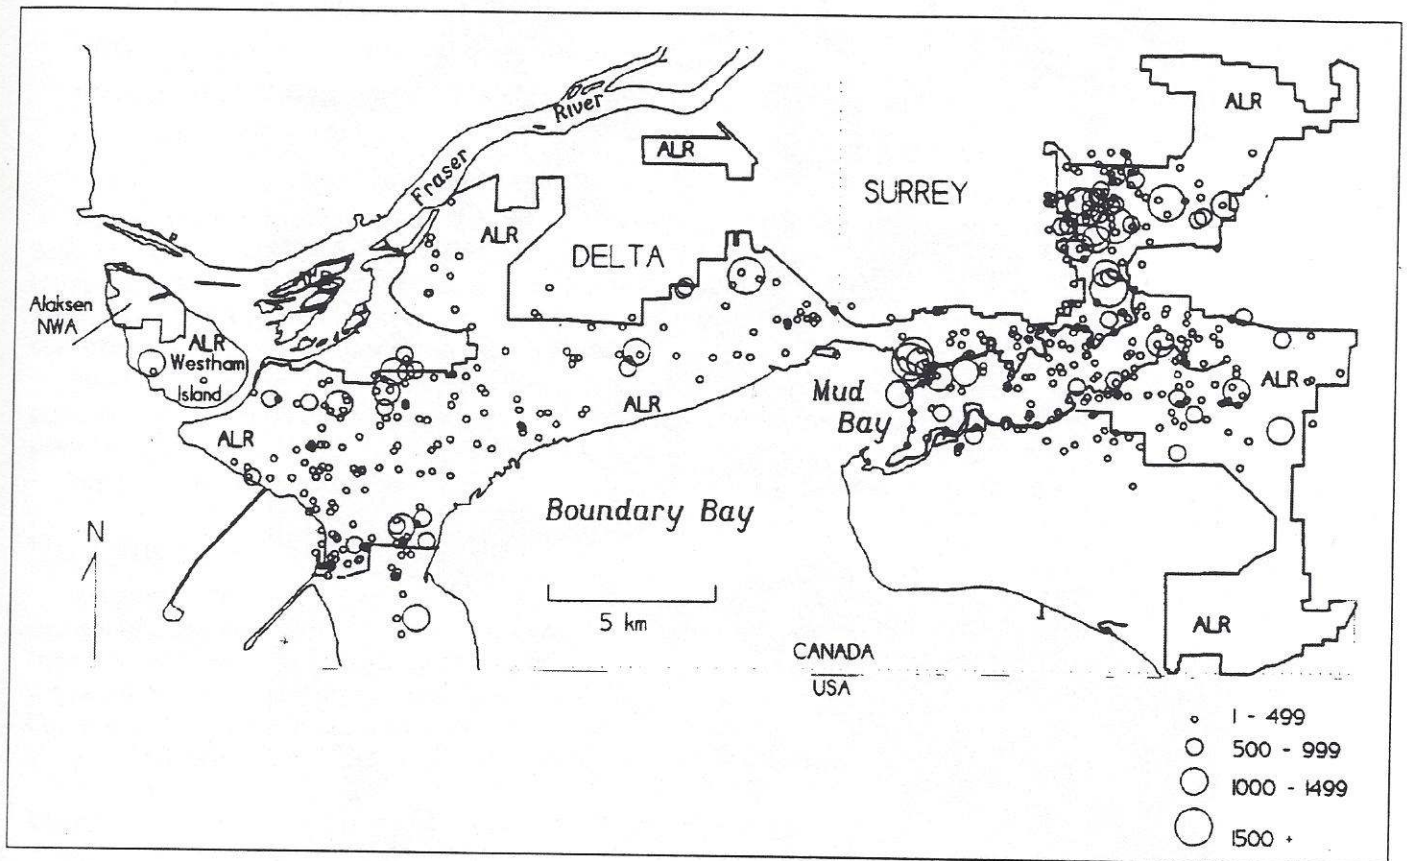 River
ALR
ALR
Fraser
SURREY
ALR
DELTA
Alaksen
NWA
ALR
Westham
Island
ALR
ALR
ALR
Mud
Bay
Boundary Bay
N
5 km
ALR
CANADA
USA
1 - 499
500 - 999
1000 - 1499
1500 +